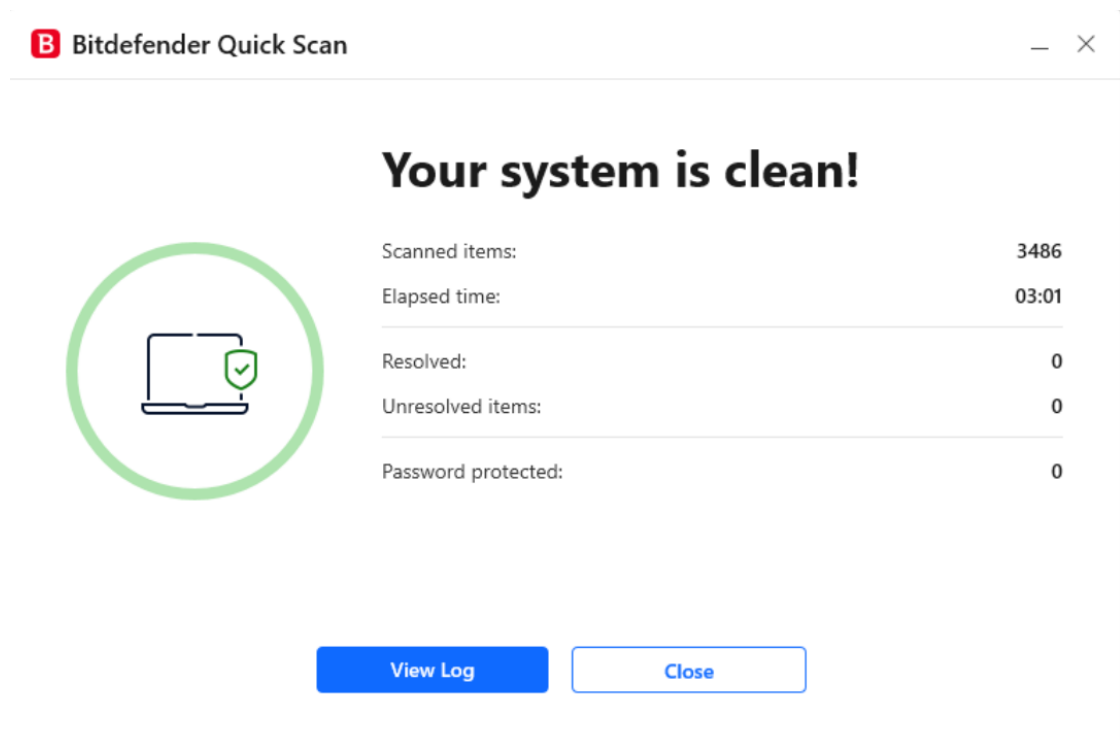 B Bitdefender Quick Scan
Your system is clean!
Scanned items: 3486
Elapsed time: 03:01
Resolved: 0
Unresolved items: 0
Password protected: 0
View Log Close